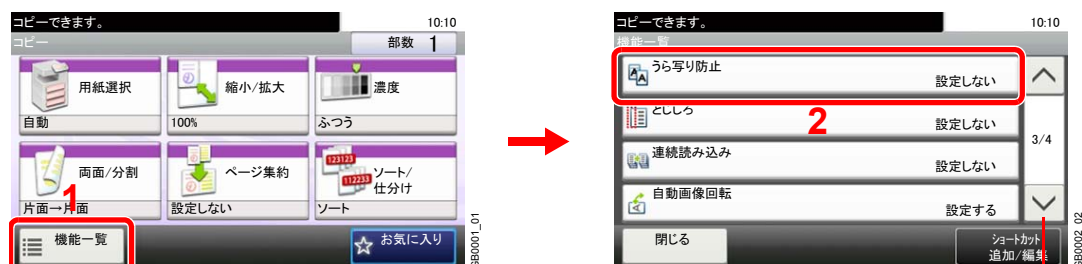 コピーできます。
10:10
コピー
部数 1
用紙選択
自動
縮小/拡大
100%
濃度
ふつう
両面/分割
片面→片面
ページ集約
設定しない
123123
112233
ソート/
仕分け
ソート
1
機能一覧
お気に入り
GB0001_01
コピーできます。
10:10
機能一覧
うら写り防止
設定しない
2
とじしろ
設定しない
連続読み込み
設定しない
3/4
自動画像回転
設定する
閉じる
ショートカット
追加/編集
GB0002_02